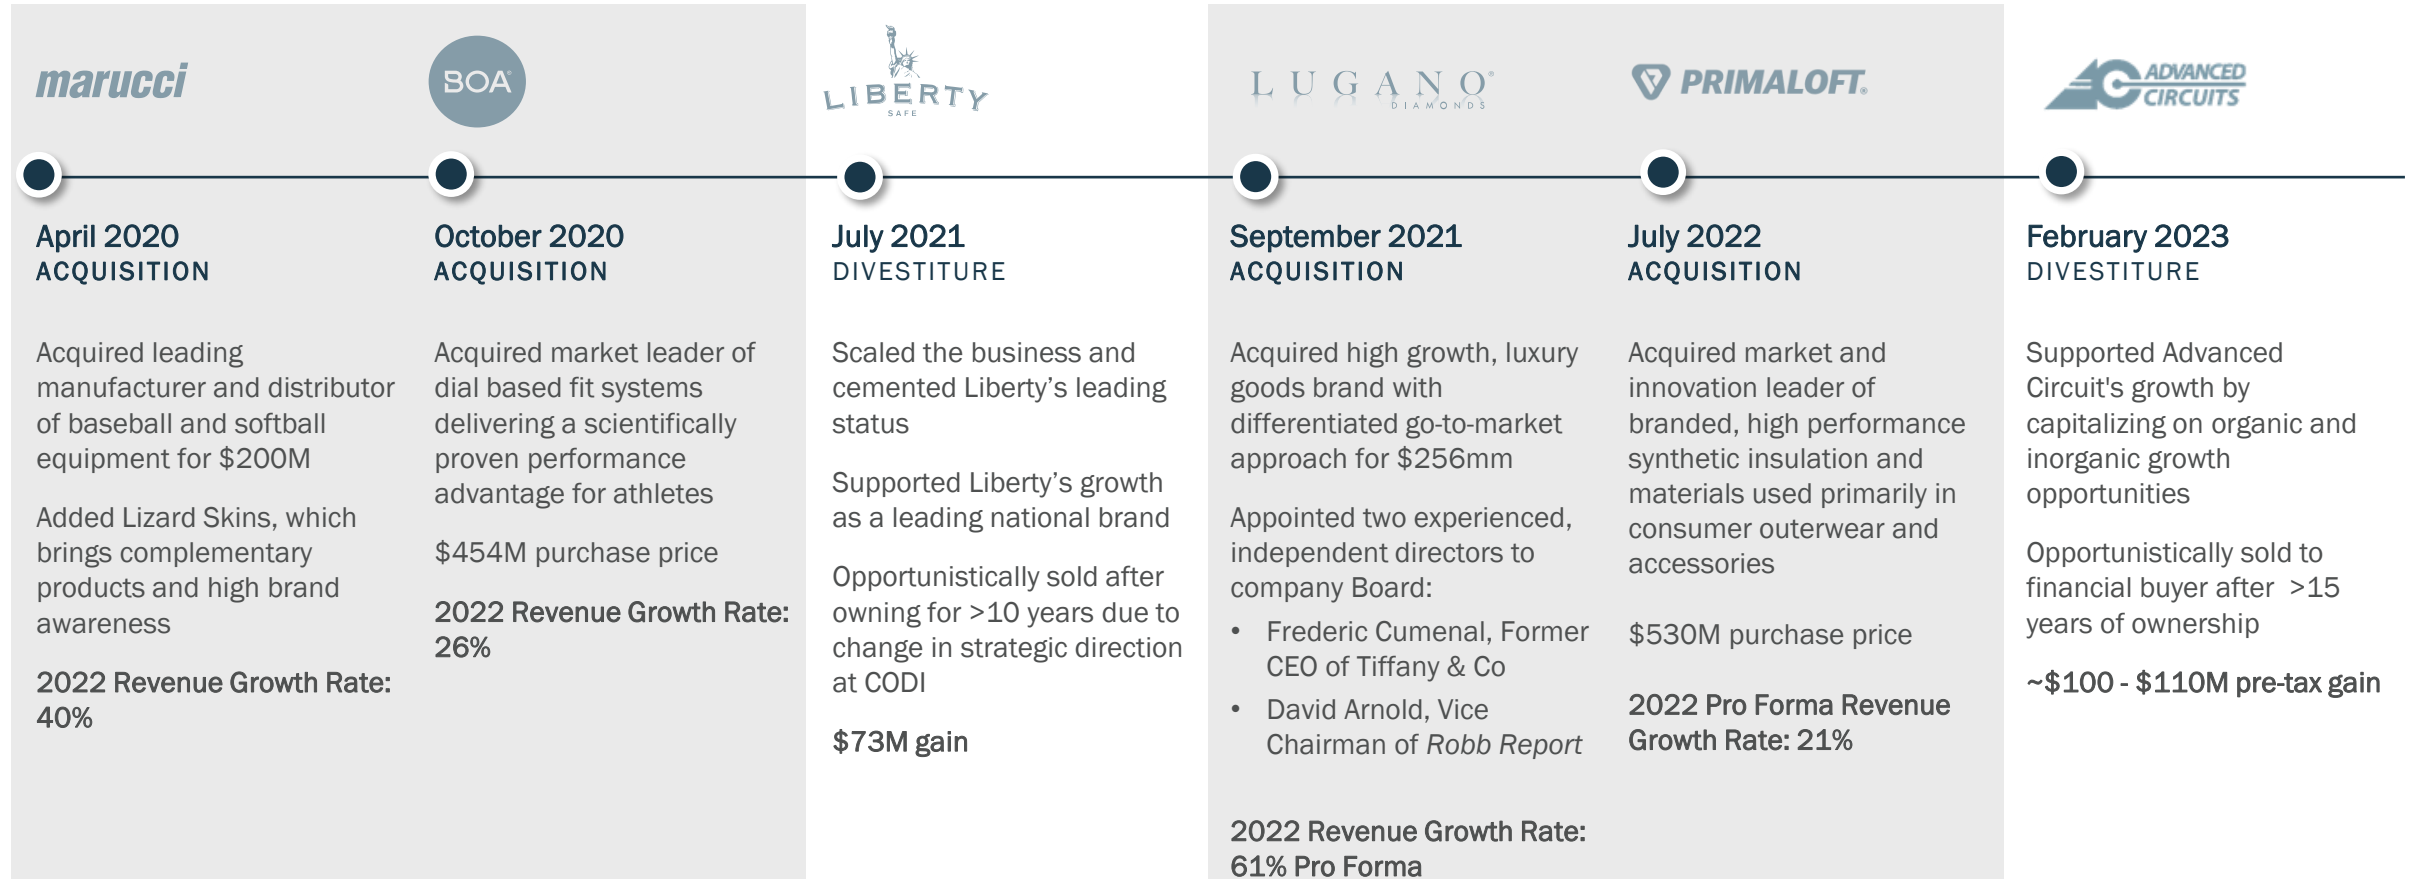 marucci
BOA
LIBERTY
SAFE
LUGANO®
DIAMONDS
PRIMALOFT®
ADVANCED
CIRCUITS
April 2020
ACQUISITION
Acquired leading
manufacturer and distributor
of baseball and softball
equipment for $200M
Added Lizard Skins, which
brings complementary
products and high brand
awareness
2022 Revenue Growth Rate:
40%
October 2020
ACQUISITION
Acquired market leader of
dial based fit systems
delivering a scientifically
proven performance
advantage for athletes
$454M purchase price
2022 Revenue Growth Rate:
26%
July 2021
DIVESTITURE
Scaled the business and
cemented Liberty’s leading
status
Supported Liberty’s growth
as a leading national brand
Opportunistically sold after
owning for >10 years due to
change in strategic direction
at CODI
$73M gain
September 2021
ACQUISITION
Acquired high growth, luxury
goods brand with
differentiated go-to-market
approach for $256mm
Appointed two experienced,
independent directors to
company Board:
• Frederic Cumenal, Former
CEO of Tiffany & Co
• David Arnold, Vice
Chairman of Robb Report
2022 Revenue Growth Rate:
61% Pro Forma
July 2022
ACQUISITION
Acquired market and
innovation leader of
branded, high performance
synthetic insulation and
materials used primarily in
consumer outerwear and
accessories
$530M purchase price
2022 Pro Forma Revenue
Growth Rate: 21%
February 2023
DIVESTITURE
Supported Advanced
Circuit's growth by
capitalizing on organic and
inorganic growth
opportunities
Opportunistically sold to
financial buyer after >15
years of ownership
~$100 - $110M pre-tax gain